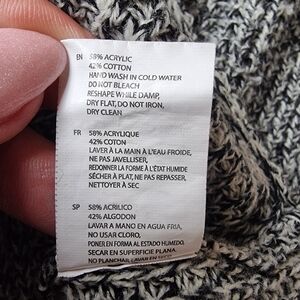 EN 58% ACRYLIC
42% COTTON
HAND WASH IN COLD WATER
DO NOT BLEACH
RESHAPE WHILE DAMP,
DRY FLAT, DO NOT IRON,
DRY CLEAN
FR 58% ACRYLIQUE
42% COTON
LAVER À LA MAIN À L'EAU FROIDE,
NE PAS JAVELLISER,
REDONNER LA FORME À L'ÉTAT HUMIDE
SÉCHER À PLAT, NE PAS REPASSER,
NETTOYER À SEC
SP 58% ACRILICO
42% ALGODON
LAVAR A MANO EN AGUA FRIA,
NO USAR CLORO,
PONER EN FORMA AL ESTADO HUMEDO,
SECAR EN SUPERFICIE PLANA,
NO PLANCHAR, LAVAR EN SECO